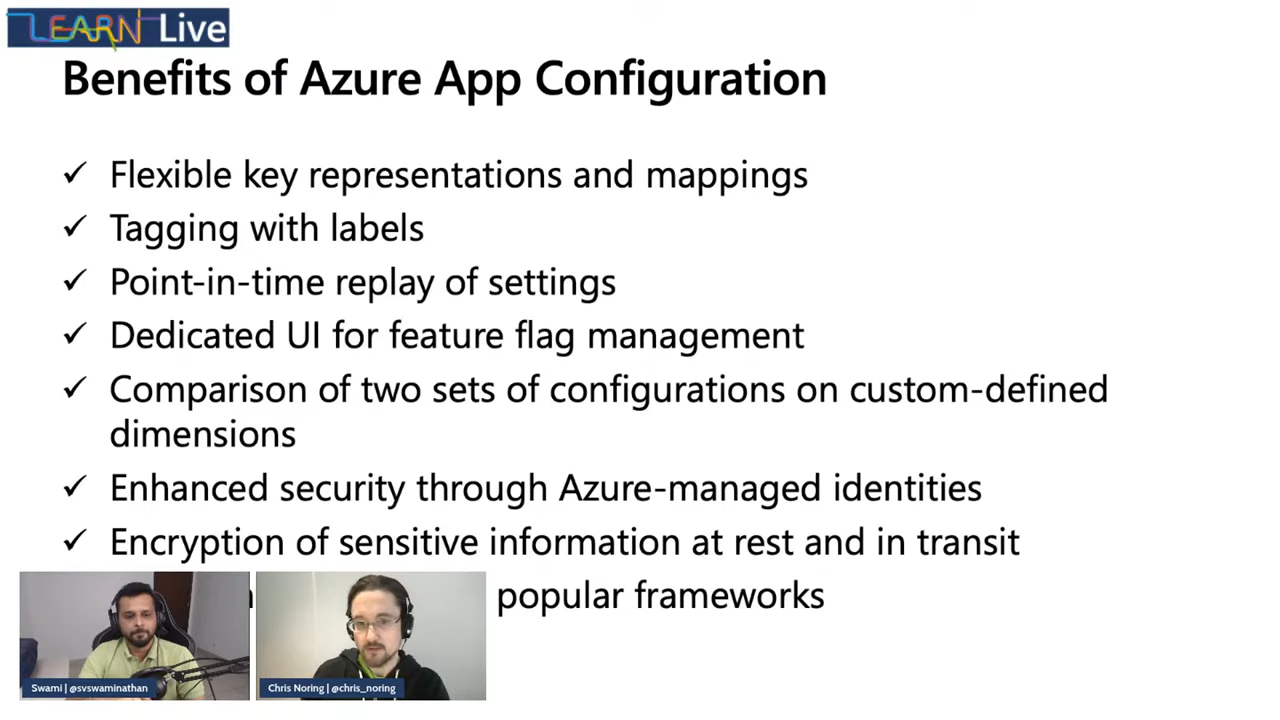 LEARN Live
Benefits of Azure App Configuration
✓ Flexible key representations and mappings
✓ Tagging with labels
✓ Point-in-time replay of settings
✓ Dedicated UI for feature flag management
✓ Comparison of two sets of configurations on custom-defined
dimensions
✓ Enhanced security through Azure-managed identities
✓ Encryption of sensitive information at rest and in transit
popular frameworks
Swami | @svswaminathan
Chris Noring | @chris_noring